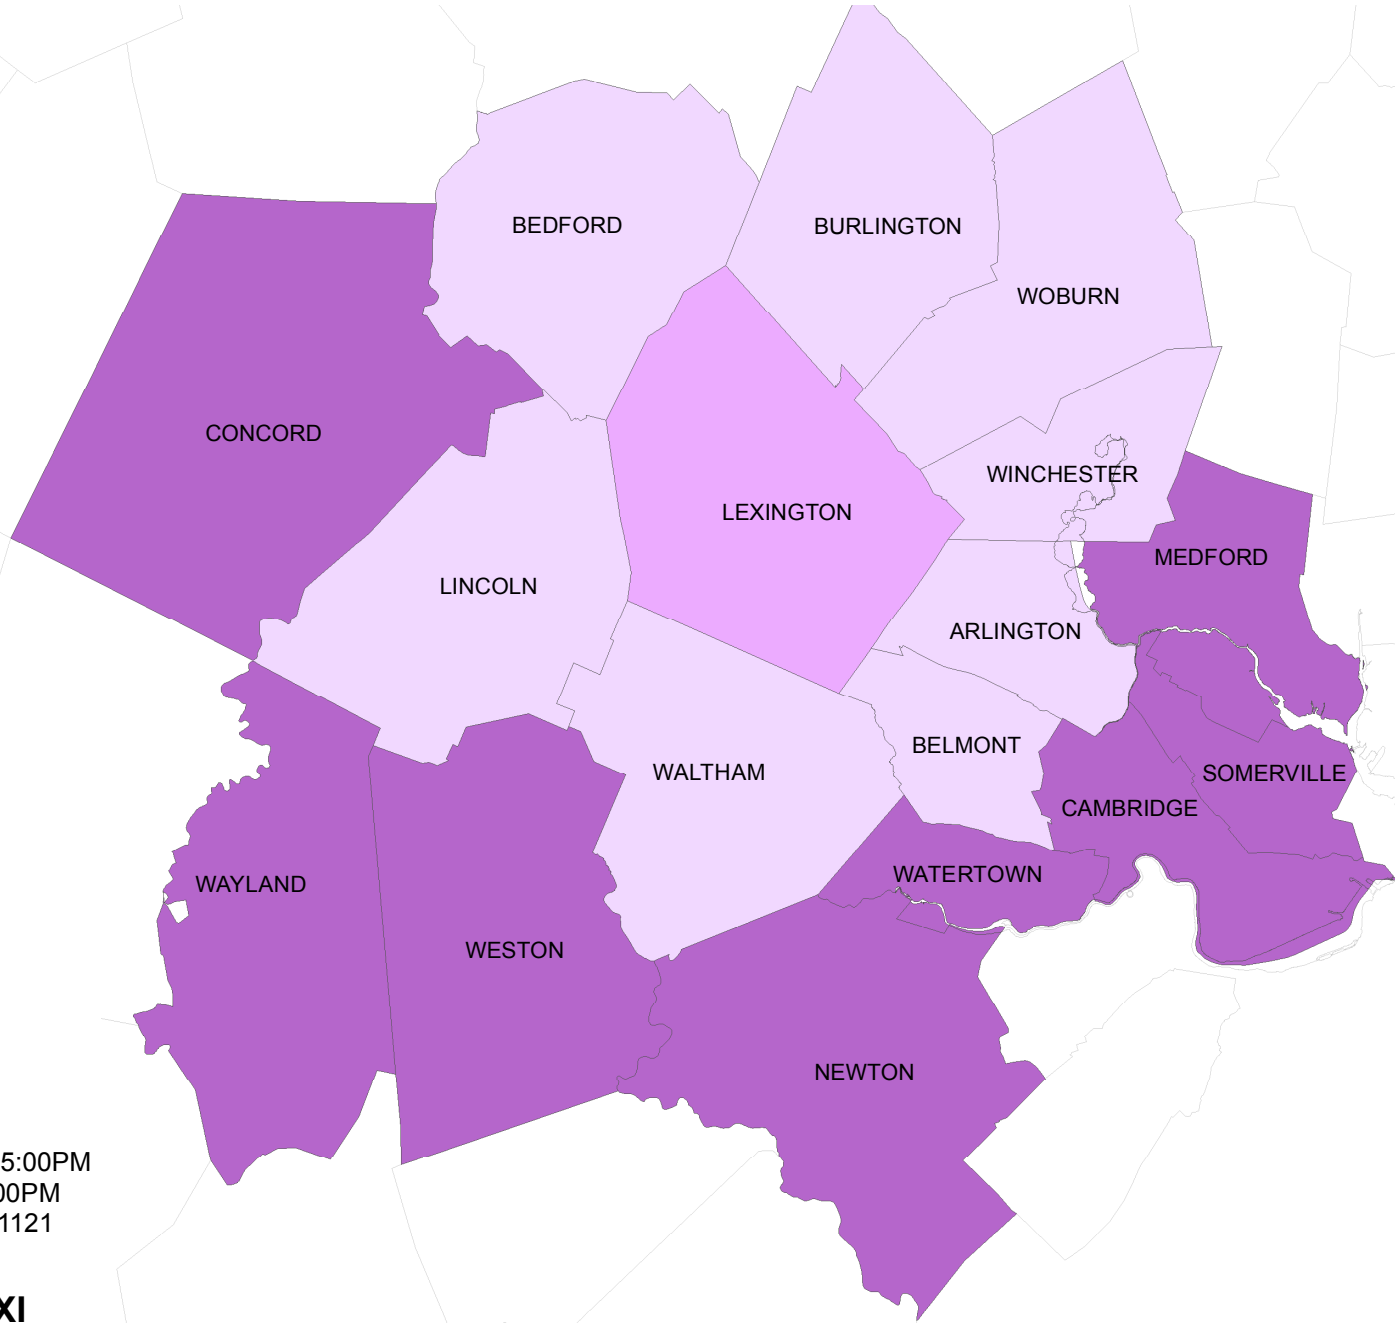 BEDFORD
BURLINGTON
WOBURN
CONCORD
WINCHESTER
LEXINGTON
MEDFORD
LINCOLN
ARLINGTON
BELMONT
WALTHAM
SOMERVILLE
CAMBRIDGE
WATERTOWN
WAYLAND
WESTON
NEWTON
5:00PM
00PM
1121
XI